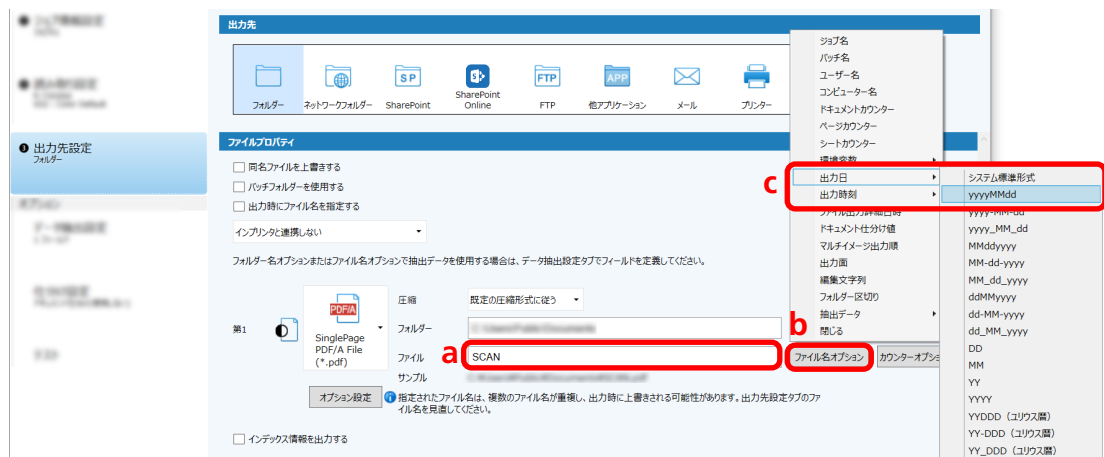 出力先
フォルダー
ネットワークフォルダー
SP
SharePoint
SharePoint
Online
FTP
FTP
APP
他アプリケーション
メール
プリンター
❸ 出力先設定
フォルダー
ファイルプロパティ
同名ファイルを上書きする
バッチフォルダーを使用する
出力時にファイル名を指定する
インプリンタと連携しない
フォルダー名オプションまたはファイル名オプションで抽出データを使用する場合は、データ抽出設定タブでフィールドを定義してください。
第1
PDF/A
SinglePage
PDF/A File
(*.pdf)
圧縮
既定の圧縮形式に従う
フォルダー
a
ファイル
SCAN
サンプル
オプション設定
指定されたファイル名は、複数のファイル名が重複し、出力時に上書きされる可能性があります。出力先設定タブのファ
イル名を見直してください。
インデックス情報を出力する
ジョブ名
バッチ名
ユーザー名
コンピューター名
ドキュメントカウンター
ページカウンター
シートカウンター
環境変数
c
出力日
出力時刻
ファイル出力詳細日時
ドキュメント仕分け値
マルチイメージ出力順
出力面
編集文字列
フォルダー区切り
抽出データ
閉じる
b
ファイル名オプション
カウンターオプショ
システム標準形式
yyyyMMdd
yyyy-MM-dd
yyyy_MM_dd
MMddyyyy
MM-dd-yyyy
MM_dd_yyyy
ddMMyyyy
dd-MM-yyyy
dd_MM_yyyy
DD
MM
YY
YYYY
YYDDD（ユリウス暦）
YY-DDD（ユリウス暦）
YY_DDD（ユリウス暦）